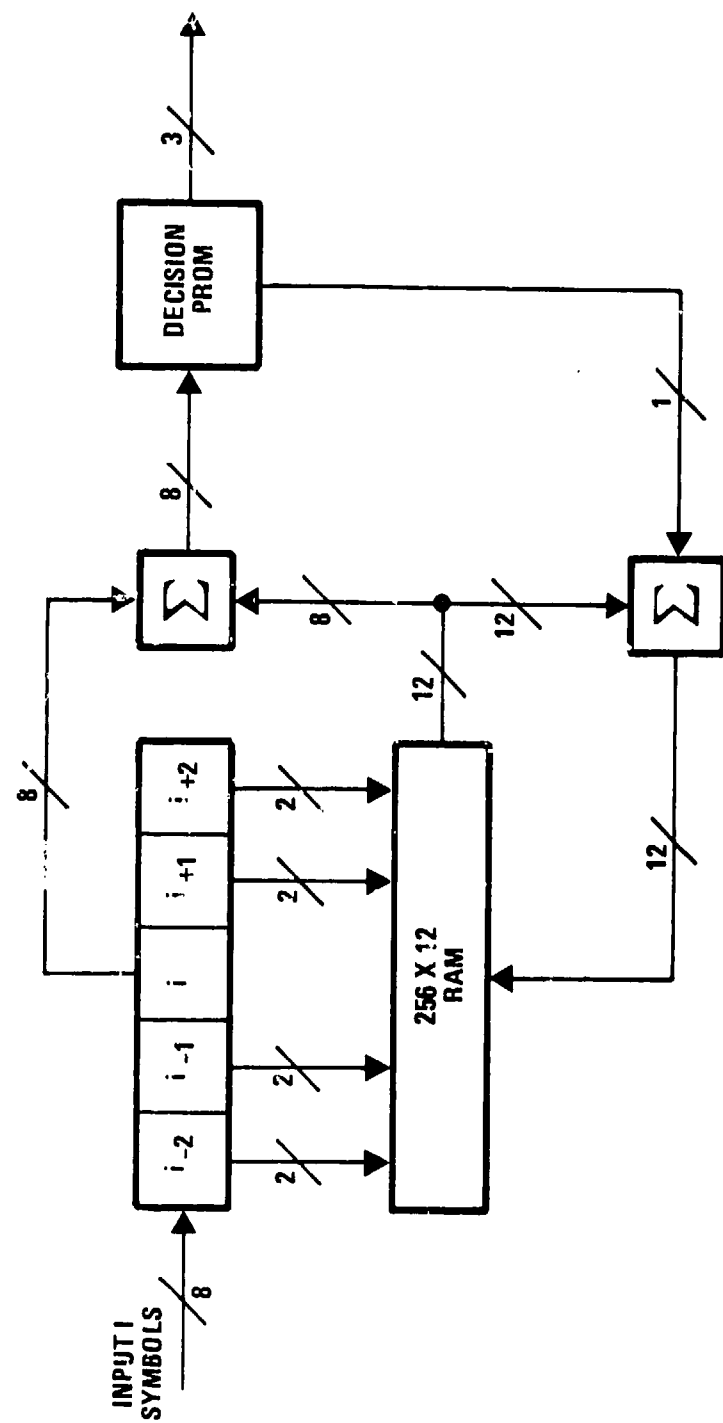 INPUT I
SYMBOLS
8
i-2
i-1
i
i+1
i+2
8
2
2
2
2
256 X 12
RAM
12
8
12
Σ
8
DECISION
PROM
3
1
Σ
12